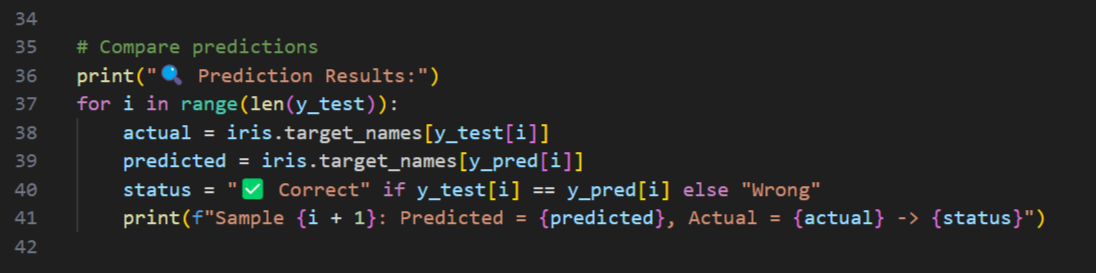 34
35 # Compare predictions
36 print("🔍 Prediction Results:")
37 for i in range(len(y_test)):
38     actual = iris.target_names[y_test[i]]
39     predicted = iris.target_names[y_pred[i]]
40     status = "✅ Correct" if y_test[i] == y_pred[i] else "Wrong"
41     print(f"Sample {i + 1}: Predicted = {predicted}, Actual = {actual} -> {status}")
42